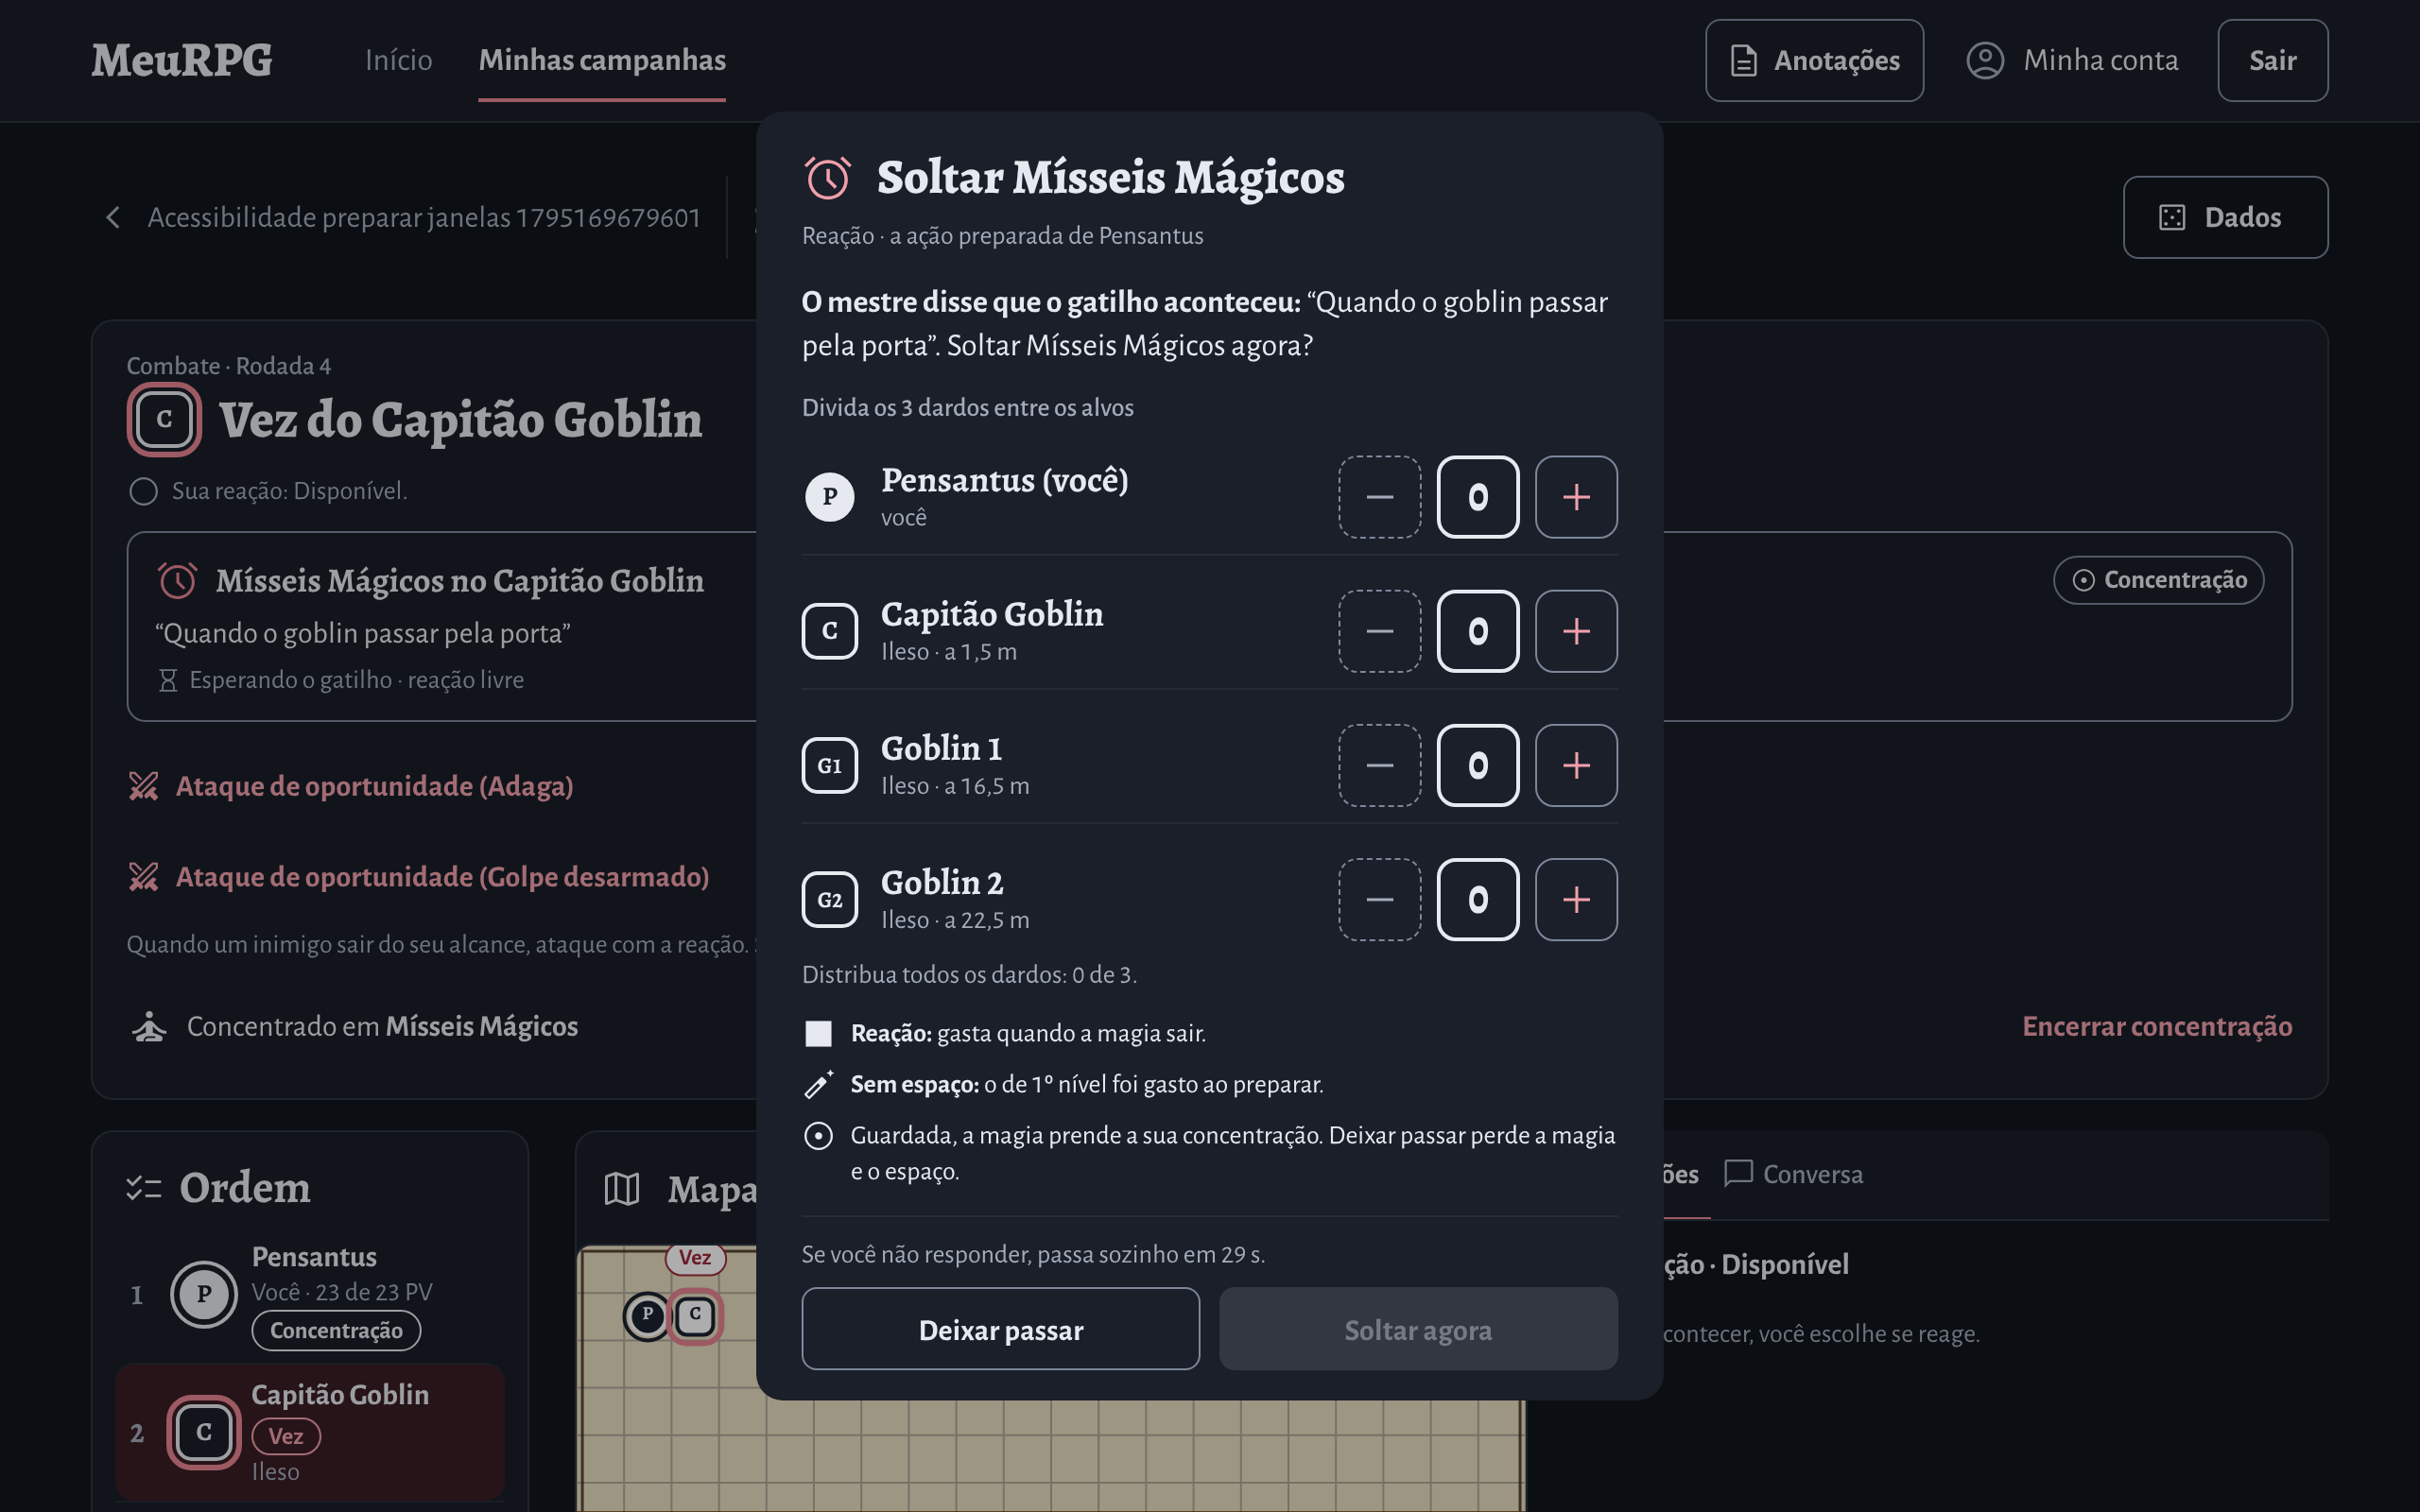 MeuRPG
Início
Minhas campanhas
Anotações
Minha conta
Sair
Acessibilidade preparar janelas 1795169679601
Dados
Combate · Rodada 4
C
Vez do Capitão Goblin
Sua reação: Disponível.
Mísseis Mágicos no Capitão Goblin
Concentração
“Quando o goblin passar pela porta”
Esperando o gatilho · reação livre
Ataque de oportunidade (Adaga)
Ataque de oportunidade (Golpe desarmado)
Quando um inimigo sair do seu alcance, ataque com a reação.
Concentrado em Mísseis Mágicos
Encerrar concentração
Soltar Mísseis Mágicos
Reação · a ação preparada de Pensantus
O mestre disse que o gatilho aconteceu: “Quando o goblin passar
pela porta”. Soltar Mísseis Mágicos agora?
Divida os 3 dardos entre os alvos
P
Pensantus (você)
você
− 0 +
C
Capitão Goblin
Ileso · a 1,5 m
− 0 +
G1
Goblin 1
Ileso · a 16,5 m
− 0 +
G2
Goblin 2
Ileso · a 22,5 m
− 0 +
Distribua todos os dardos: 0 de 3.
Reação: gasta quando a magia sair.
Sem espaço: o de 1º nível foi gasto ao preparar.
Guardada, a magia prende a sua concentração. Deixar passar perde a magia
e o espaço.
Se você não responder, passa sozinho em 29 s.
Deixar passar
Soltar agora
Ordem
1
P
Pensantus
Você · 23 de 23 PV
Concentração
2
C
Capitão Goblin
Vez
Ileso
Mapa
Vez
P
C
ões
Conversa
ção · Disponível
contecer, você escolhe se reage.